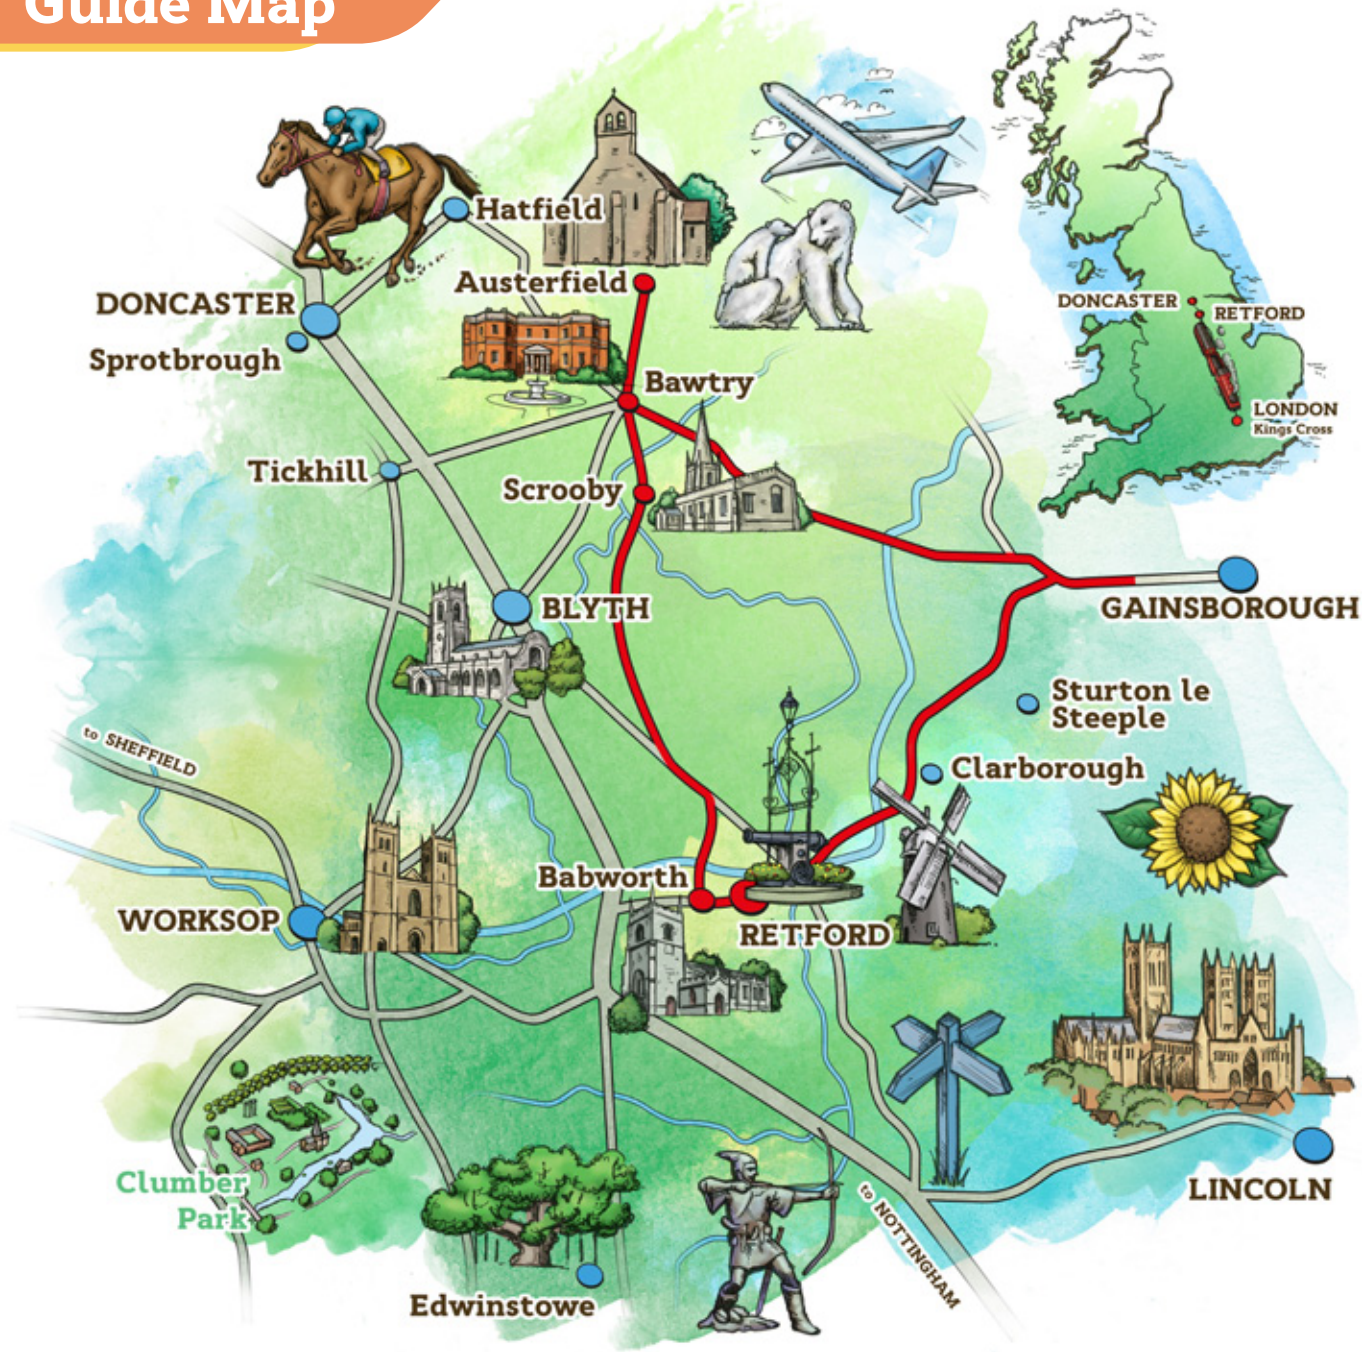 Guide Map
Hatfield
Austerfield
DONCASTER
Sprotbrough
Bawtry
Tickhill
Scrooby
BLYTH
GAINSBOROUGH
Sturton le
Steeple
Clarborough
to SHEFFIELD
Babworth
WORKSOP
RETFORD
Clumber
Park
to NOTTINGHAM
LINCOLN
Edwinstowe
DONCASTER
RETFORD
LONDON
Kings Cross